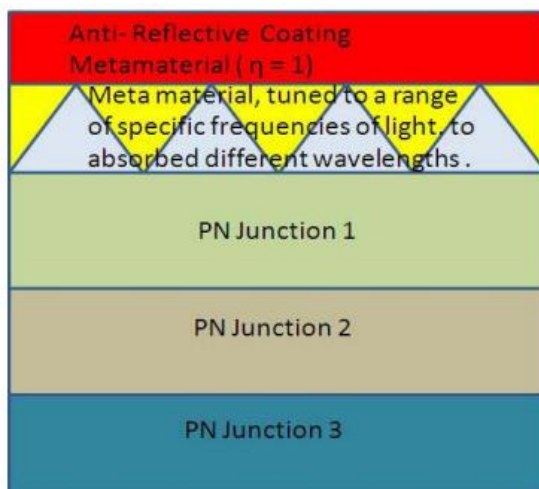 Anti- Reflective Coating
Metamaterial ( η = 1)
Meta material, tuned to a range
of specific frequencies of light. to
absorbed different wavelengths .
PN Junction 1
PN Junction 2
PN Junction 3